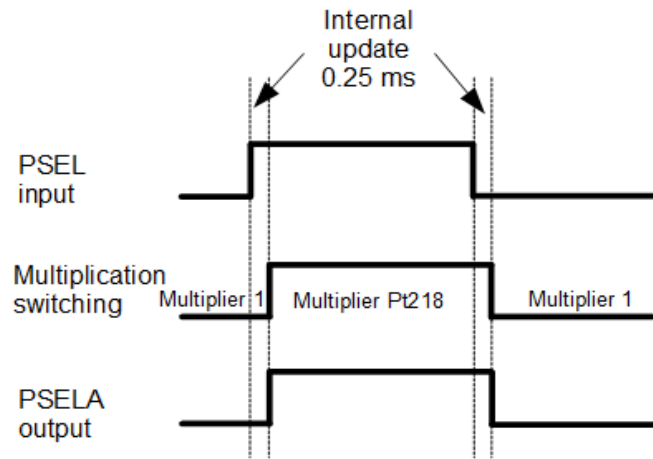 Internal
update
0.25 ms
PSEL
input
Multiplication
switching
Multiplier 1
Multiplier Pt218
Multiplier 1
PSELA
output